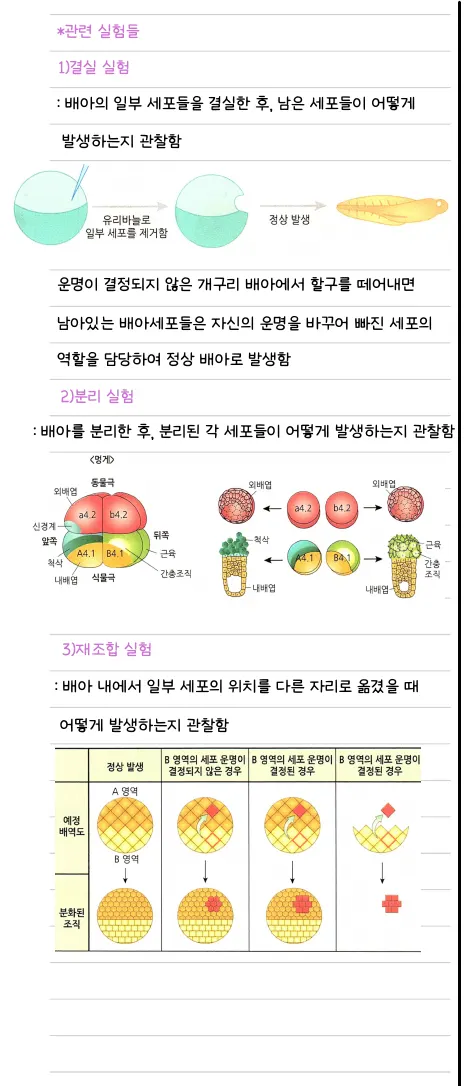 *관련 실험들
1)결실 실험
: 배아의 일부 세포들을 결실한 후, 남은 세포들이 어떻게
발생하는지 관찰함
유리바늘로
일부 세포를 제거함
정상 발생
운명이 결정되지 않은 개구리 배아에서 할구를 떼어내면
남아있는 배아세포들은 자신의 운명을 바꾸어 빠진 세포의
역할을 담당하여 정상 배아로 발생함
2)분리 실험
: 배아를 분리한 후, 분리된 각 세포들이 어떻게 발생하는지 관찰함
<멍게>
동물극
외배엽
a4.2
b4.2
신경계
앞쪽
뒤쪽
척삭
A4.1
B4.1
근육
내배엽
식물극
간충조직
외배엽
a4.2
b4.2
외배엽
척삭
A4.1
B4.1
근육
간충
조직
내배엽
내배엽
3)재조합 실험
: 배아 내에서 일부 세포의 위치를 다른 자리로 옮겼을 때
어떻게 발생하는지 관찰함
정상 발생
B 영역의 세포 운명이
결정되지 않은 경우
B 영역의 세포 운명이
결정된 경우
B 영역의 세포 운명이
결정된 경우
예정
배역도
A 영역
B 영역
분화된
조직